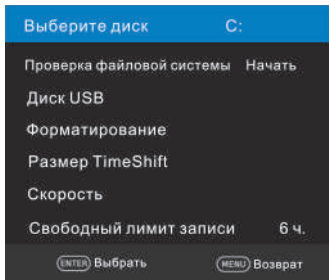 Выберите диск C:
Проверка файловой системы Начать
Диск USB
Форматирование
Размер TimeShift
Скорость
Свободный лимит записи 6 ч.
ENTER Выбрать MENU Возврат